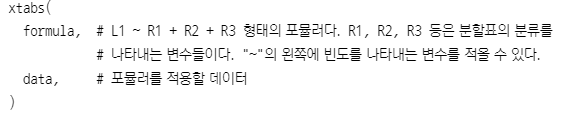 xtabs(
formula, # L1 ~ R1 + R2 + R3 형태의 포뮬러다. R1, R2, R3 등은 분할표의 분류를
# 나타내는 변수들이다. "~"의 왼쪽에 빈도를 나타내는 변수를 적을 수 있다.
data, # 포뮬러를 적용할 데이터
)